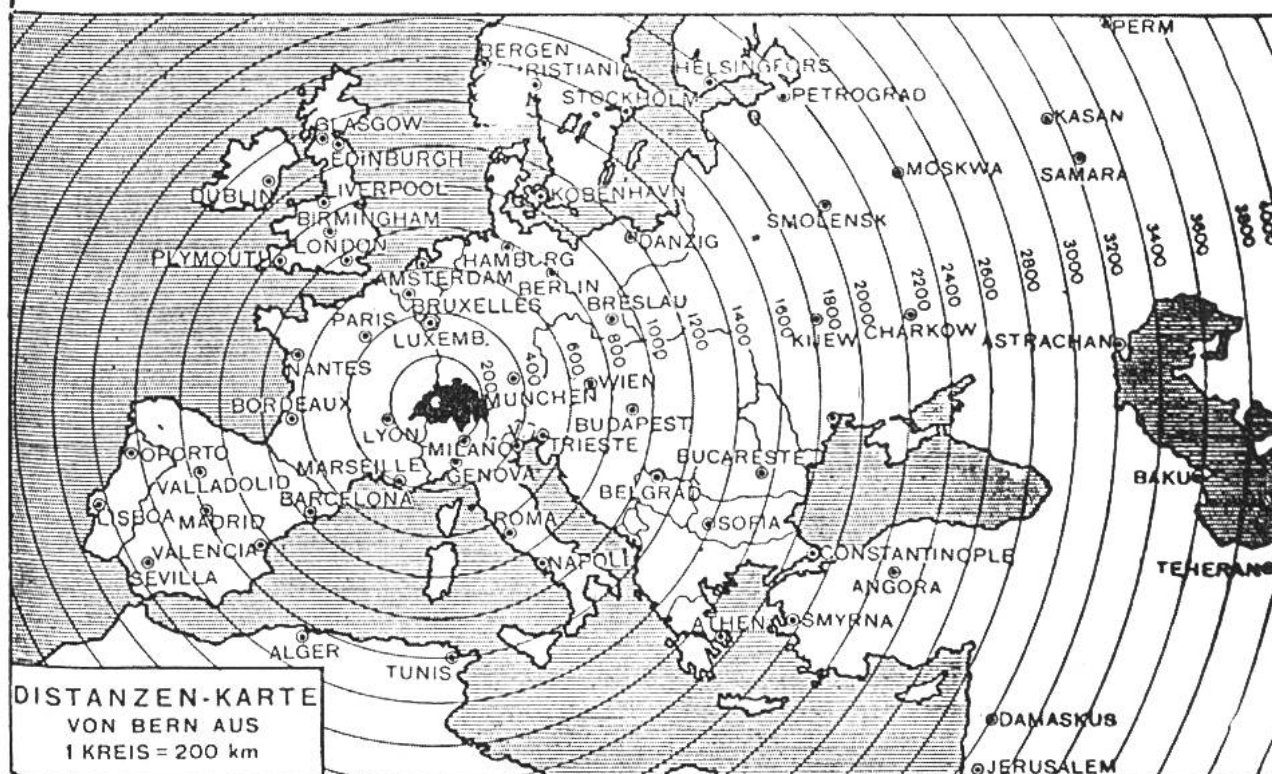 PERM
BERGEN
CHRISTIANIA
HELSINGFORS
STOCKHOLM
PETROGRAD
KASAN
GLASGOW
EDINBURGH
MOSKWA
SAMARA
DUBLIN
LIVERPOOL
KÖBENHAVN
SMOLENSK
BIRMINGHAM
LONDON
DANZIG
PLYMOUTH
HAMBURG
AMSTERDAM
BERLIN
BRUXELLES
BRESLAU
PARIS
LUXEMB.
KIJEW
CHARKOW
ASTRACHAN
200
400
600
800
1000
1200
1400
1600
1800
2000
2200
2400
2600
2800
3000
3200
3400
3600
3800
4000
NANTES
WIEN
MÜNCHEN
BORDEAUX
BUDAPEST
LYON
TRIESTE
MILANO
OPORTO
MARSEILLE
GENOVA
BUCARESTE
VALLADOLID
BELGRAD
BAKU
BARCELONA
LISBOA
MADRID
ROMA
SOFIA
VALENCIA
CONSTANTINOPLE
SEVILLA
NAPOLI
ANGORA
TEHERAN
ATHEN
SMYRNA
ALGER
TUNIS
DISTANZEN-KARTE
VON BERN AUS
1 KREIS = 200 km
DAMASKUS
JERUSALEM